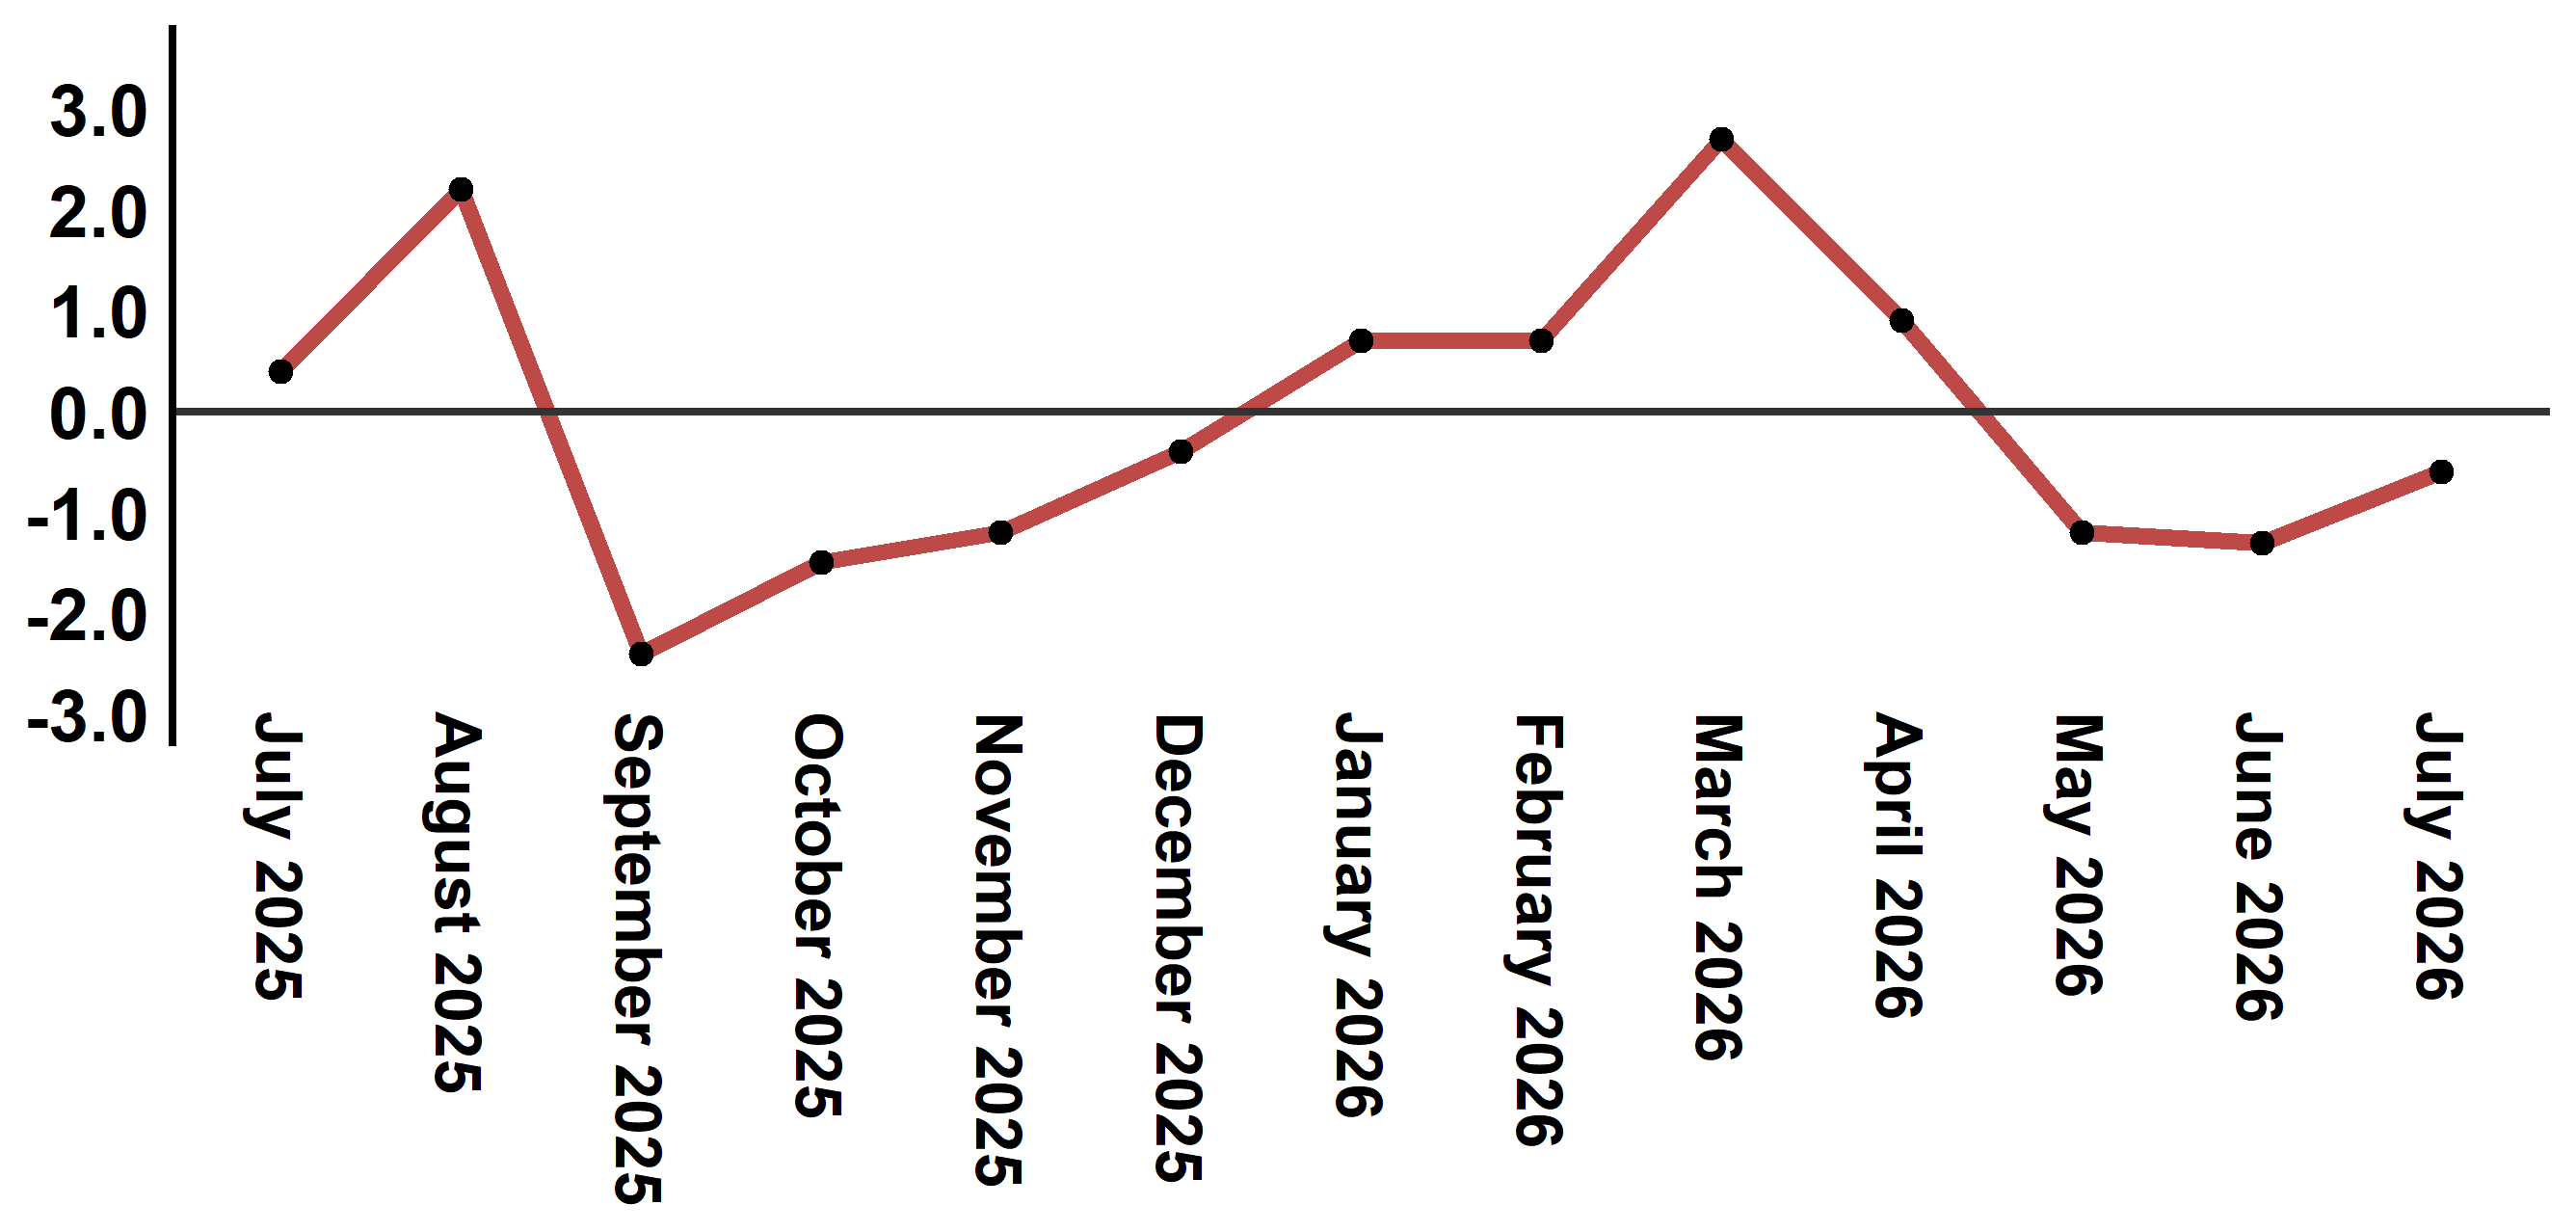 3.0
2.0
1.0
0.0
-1.0
-2.0
-3.0
July 2025
August 2025
September 2025
October 2025
November 2025
December 2025
January 2026
February 2026
March 2026
April 2026
May 2026
June 2026
July 2026